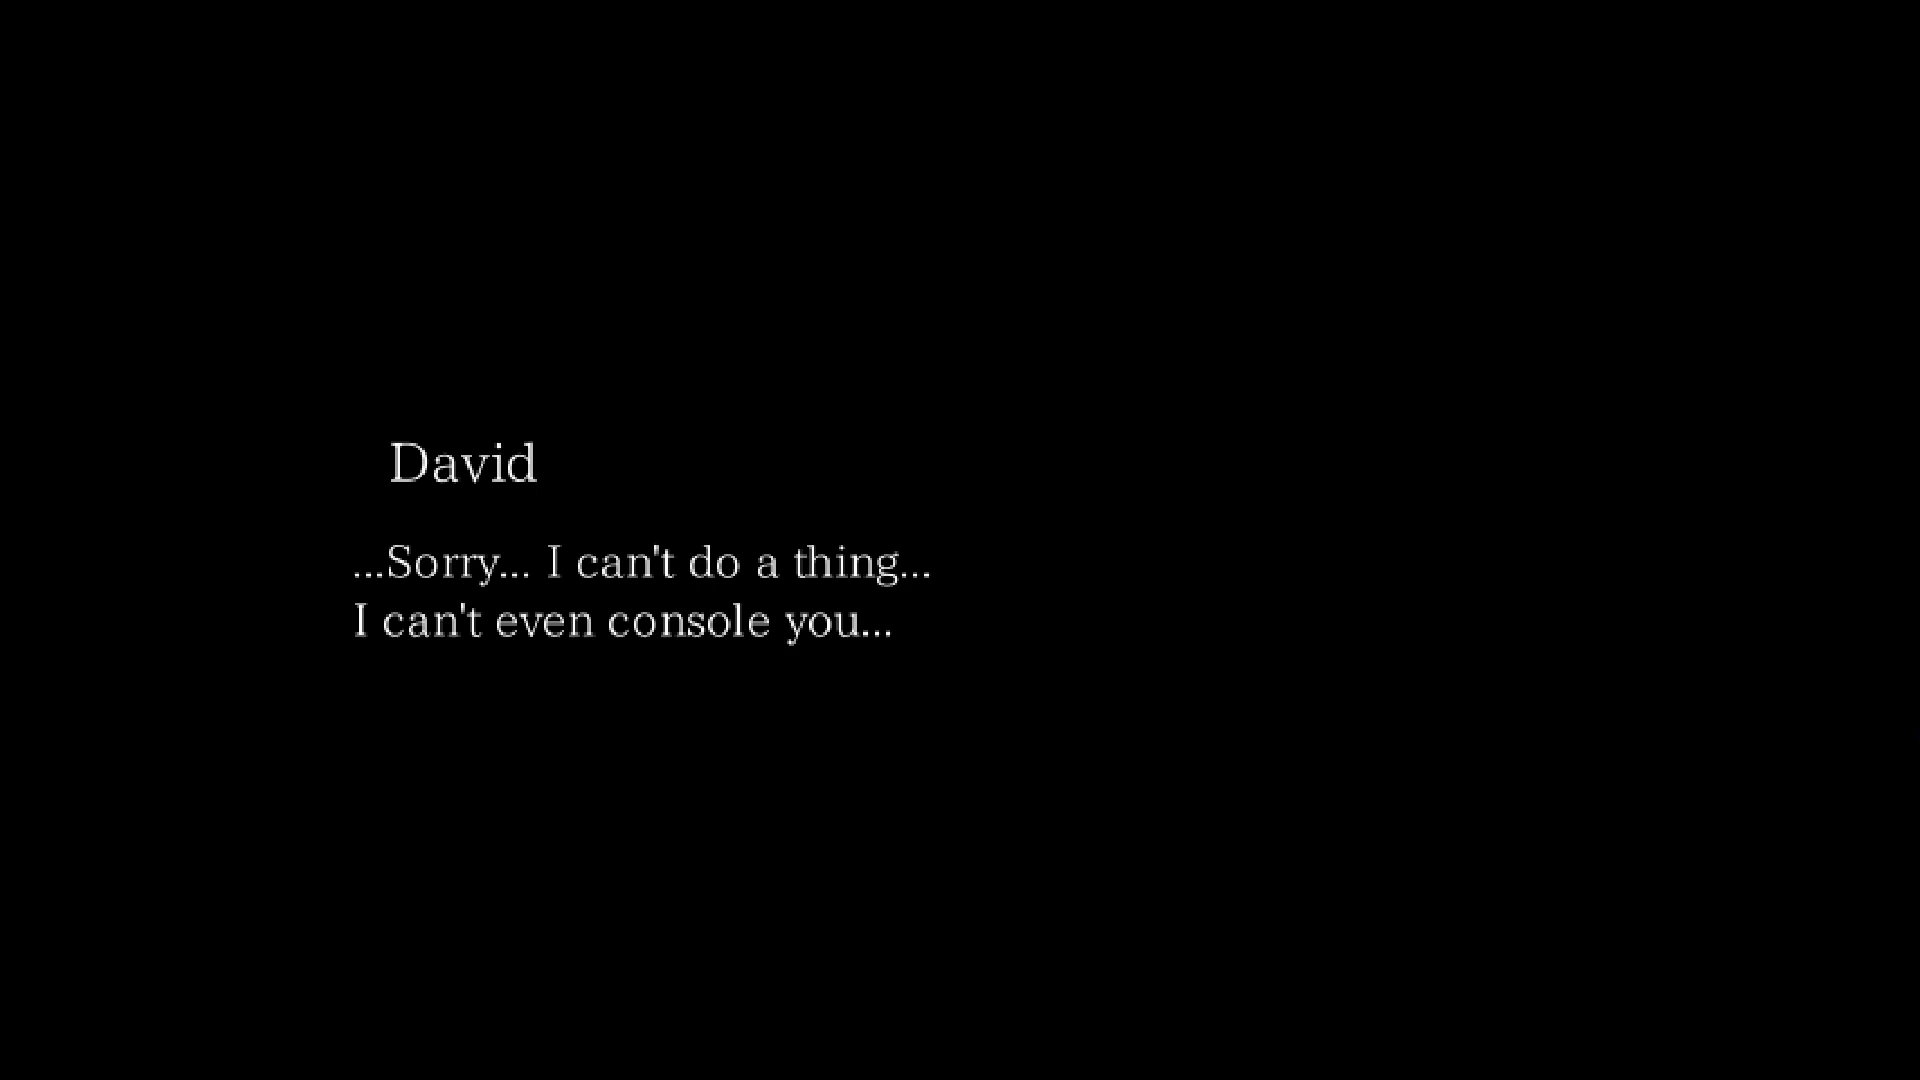 David
...Sorry... I can't do a thing...
I can't even console you...